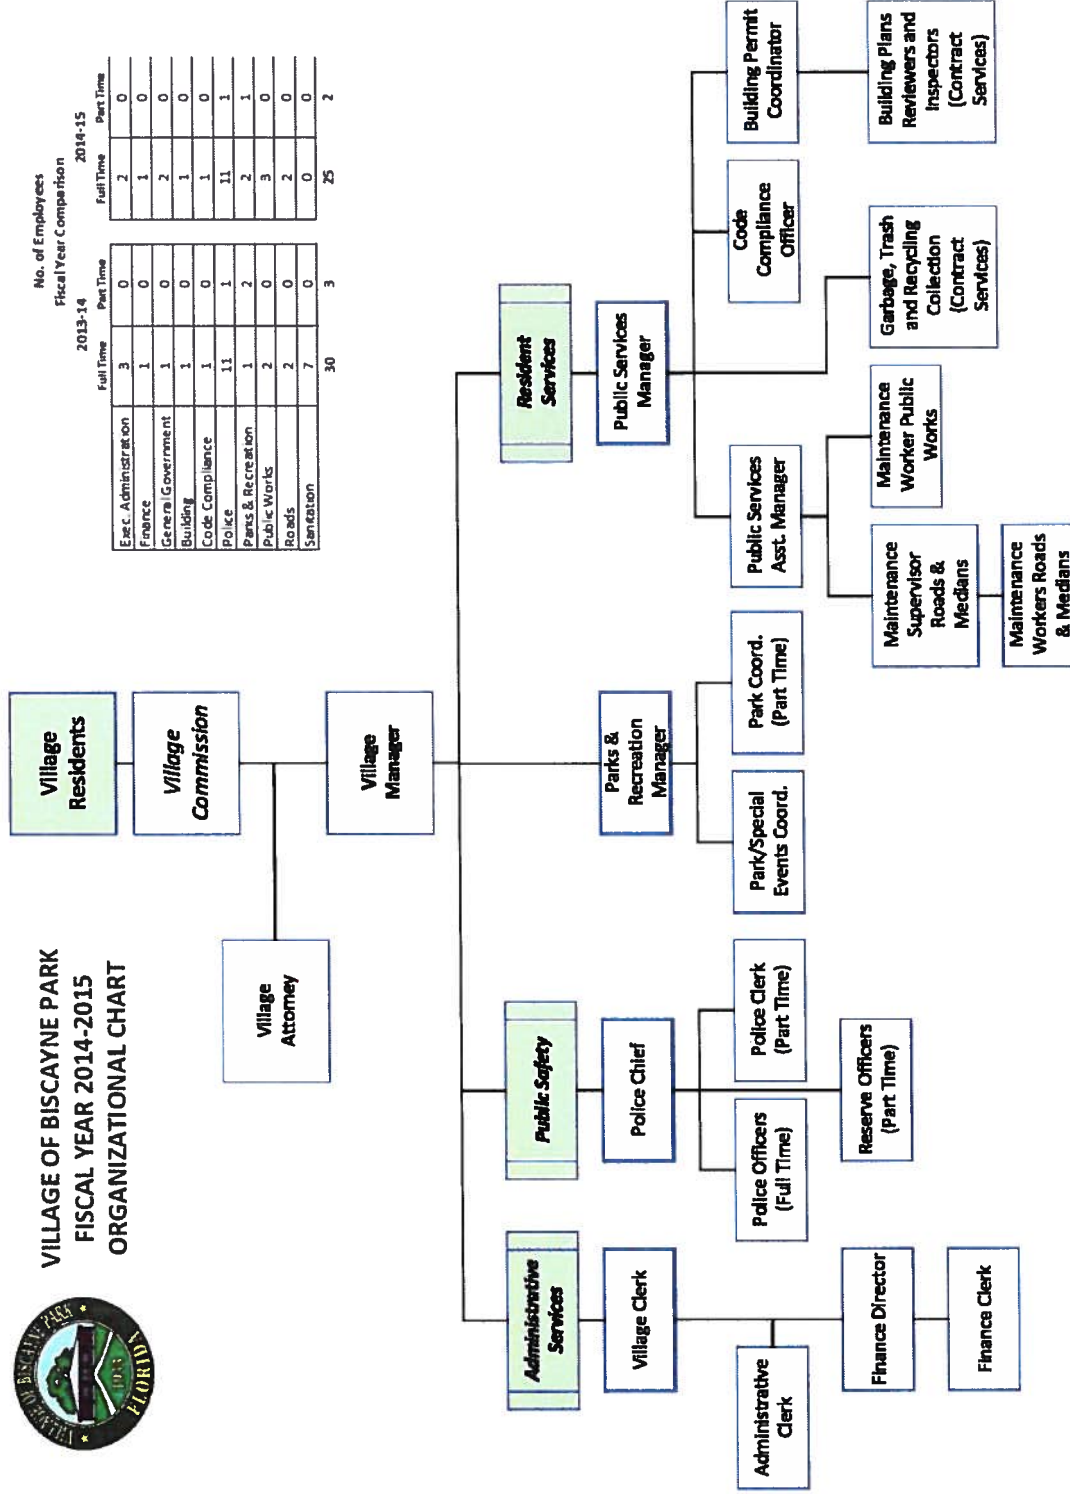 VILLAGE OF BISCAYNE PARK
FISCAL YEAR 2014-2015
ORGANIZATIONAL CHART
VILLAGE OF BISCAYNE PARK
1933
FLORIDA
No. of Employees
Fiscal Year Comparison
2013-14 2014-15
Full Time Part Time Full Time Part Time
Exec. Administration 3 0 2 0
Finance 1 0 1 0
General Government 1 0 2 0
Building 1 0 1 0
Code Compliance 1 0 1 0
Police 11 1 11 1
Parks & Recreation 1 2 2 1
Public Works 2 0 3 0
Roads 2 0 2 0
Sanitation 7 0 0 0
30 3 25 2
Village
Residents
Village
Commission
Village
Attorney
Village
Manager
Administrative
Services
Public Safety
Resident
Services
Village Clerk
Police Chief
Parks &
Recreation
Manager
Public Services
Manager
Administrative
Clerk
Police Officers
(Full Time)
Police Clerk
(Part Time)
Park/Special
Events Coord.
Park Coord.
(Part Time)
Public Services
Asst. Manager
Code
Compliance
Officer
Building Permit
Coordinator
Finance Director
Reserve Officers
(Part Time)
Maintenance
Supervisor
Roads &
Medians
Maintenance
Worker Public
Works
Garbage, Trash
and Recycling
Collection
(Contract
Services)
Building Plans
Reviewers and
Inspectors
(Contract
Services)
Finance Clerk
Maintenance
Workers Roads
& Medians